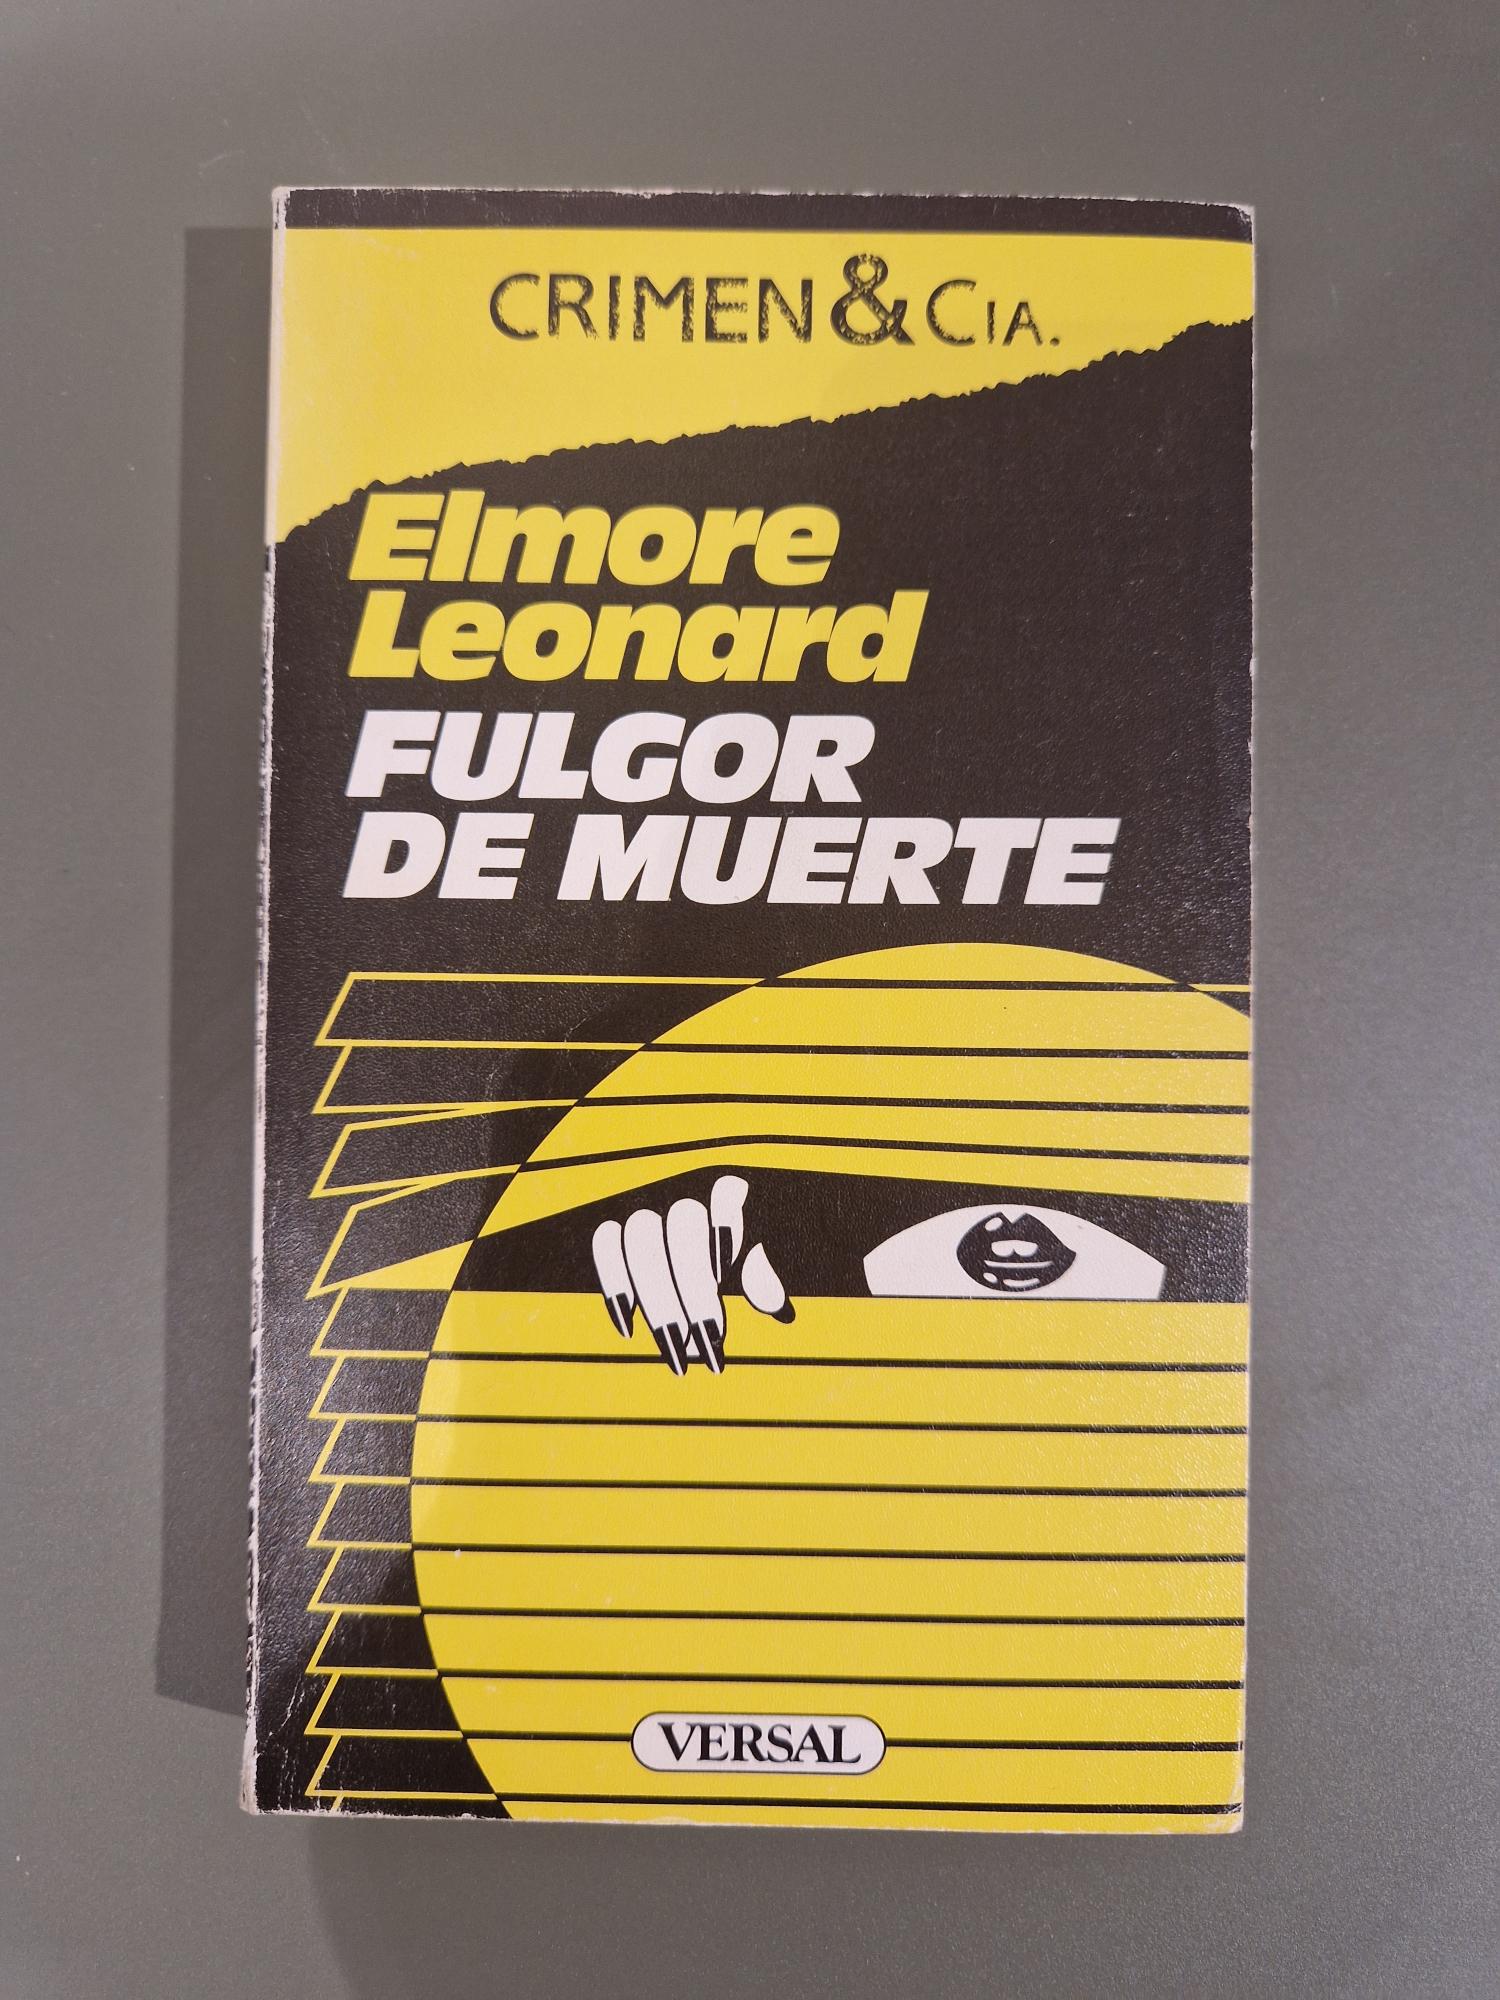 CRIMEN & CIA.
Elmore
Leonard
FULGOR
DE MUERTE
VERSAL